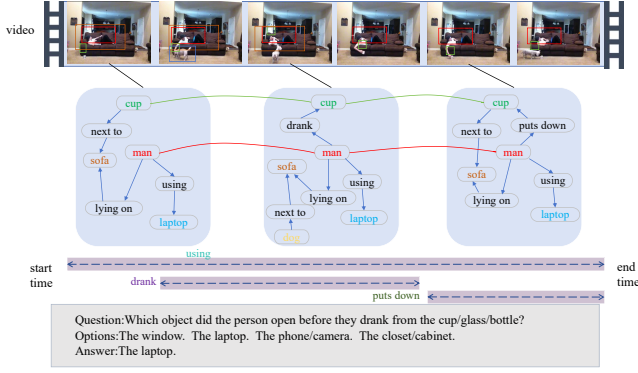 video
cup
cup
cup
next to
drank
next to
puts down
sofa
man
man
man
sofa
sofa
using
using
using
lying on
lying on
lying on
next to
laptop
laptop
laptop
dog
using
start
time
end
time
drank
puts down
Question:Which object did the person open before they drank from the cup/glass/bottle?
Options:The window. The laptop. The phone/camera. The closet/cabinet.
Answer:The laptop.